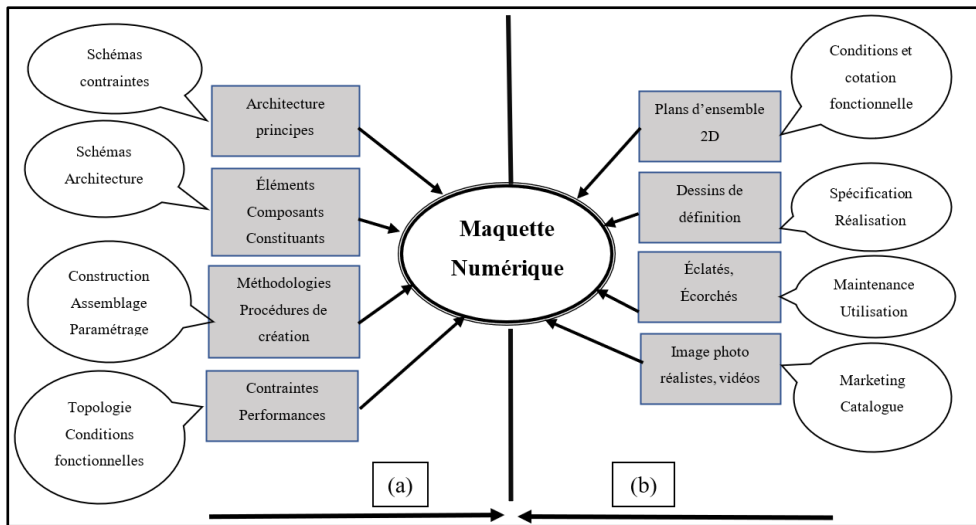 Schémas
contraintes
Architecture
principes
Schémas
Architecture
Éléments
Composants
Constituants
Construction
Assemblage
Paramétrage
Méthodologies
Procédures de
création
Topologie
Conditions
fonctionnelles
Contraintes
Performances
Maquette
Numérique
Plans d'ensemble
2D
Conditions et
cotation
fonctionnelle
Dessins de
définition
Spécification
Réalisation
Éclatés,
Écorchés
Maintenance
Utilisation
Image photo
réalistes, vidéos
Marketing
Catalogue
(a)
(b)